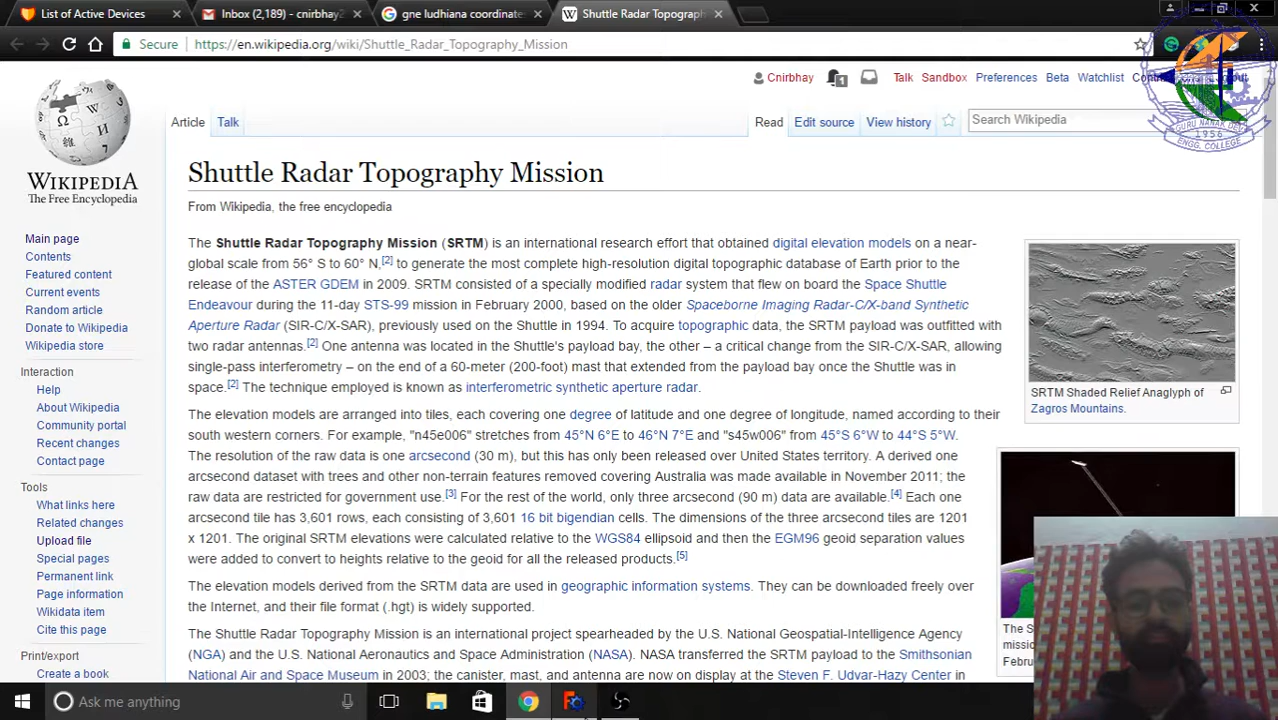 List of Active Devices
Inbox (2,189) - cnirbhay
gne ludhiana coordinate
Shuttle Radar Topograph
Secure
https://en.wikipedia.org/wiki/Shuttle_Radar_Topography_Mission
Cnirbhay 1 Talk Sandbox Preferences Beta Watchlist
Article Talk Read Edit source View history Search Wikipedia
GURU NANAK DEV
ENGG. COLLEGE
1956
WIKIPEDIA
The Free Encyclopedia
Main page
Contents
Featured content
Current events
Random article
Donate to Wikipedia
Wikipedia store
Interaction
Help
About Wikipedia
Community portal
Recent changes
Contact page
Tools
What links here
Related changes
Upload file
Special pages
Permanent link
Page information
Wikidata item
Cite this page
Print/export
Create a book
Shuttle Radar Topography Mission
From Wikipedia, the free encyclopedia
The Shuttle Radar Topography Mission (SRTM) is an international research effort that obtained digital elevation models on a near-
global scale from 56° S to 60° N,[2] to generate the most complete high-resolution digital topographic database of Earth prior to the
release of the ASTER GDEM in 2009. SRTM consisted of a specially modified radar system that flew on board the Space Shuttle
Endeavour during the 11-day STS-99 mission in February 2000, based on the older Spaceborne Imaging Radar-C/X-band Synthetic
Aperture Radar (SIR-C/X-SAR), previously used on the Shuttle in 1994. To acquire topographic data, the SRTM payload was outfitted with
two radar antennas.[2] One antenna was located in the Shuttle's payload bay, the other – a critical change from the SIR-C/X-SAR, allowing
single-pass interferometry – on the end of a 60-meter (200-foot) mast that extended from the payload bay once the Shuttle was in
space.[2] The technique employed is known as interferometric synthetic aperture radar.
The elevation models are arranged into tiles, each covering one degree of latitude and one degree of longitude, named according to their
south western corners. For example, "n45e006" stretches from 45°N 6°E to 46°N 7°E and "s45w006" from 45°S 6°W to 44°S 5°W.
The resolution of the raw data is one arcsecond (30 m), but this has only been released over United States territory. A derived one
arcsecond dataset with trees and other non-terrain features removed covering Australia was made available in November 2011; the
raw data are restricted for government use.[3] For the rest of the world, only three arcsecond (90 m) data are available.[4] Each one
arcsecond tile has 3,601 rows, each consisting of 3,601 16 bit bigendian cells. The dimensions of the three arcsecond tiles are 1201
x 1201. The original SRTM elevations were calculated relative to the WGS84 ellipsoid and then the EGM96 geoid separation values
were added to convert to heights relative to the geoid for all the released products.[5]
The elevation models derived from the SRTM data are used in geographic information systems. They can be downloaded freely over
the Internet, and their file format (.hgt) is widely supported.
The Shuttle Radar Topography Mission is an international project spearheaded by the U.S. National Geospatial-Intelligence Agency
(NGA) and the U.S. National Aeronautics and Space Administration (NASA). NASA transferred the SRTM payload to the Smithsonian
National Air and Space Museum in 2003; the canister, mast, and antenna are now on display at the Steven F. Udvar-Hazy Center in
SRTM Shaded Relief Anaglyph of
Zagros Mountains.
The S
missio
Febru
Ask me anything